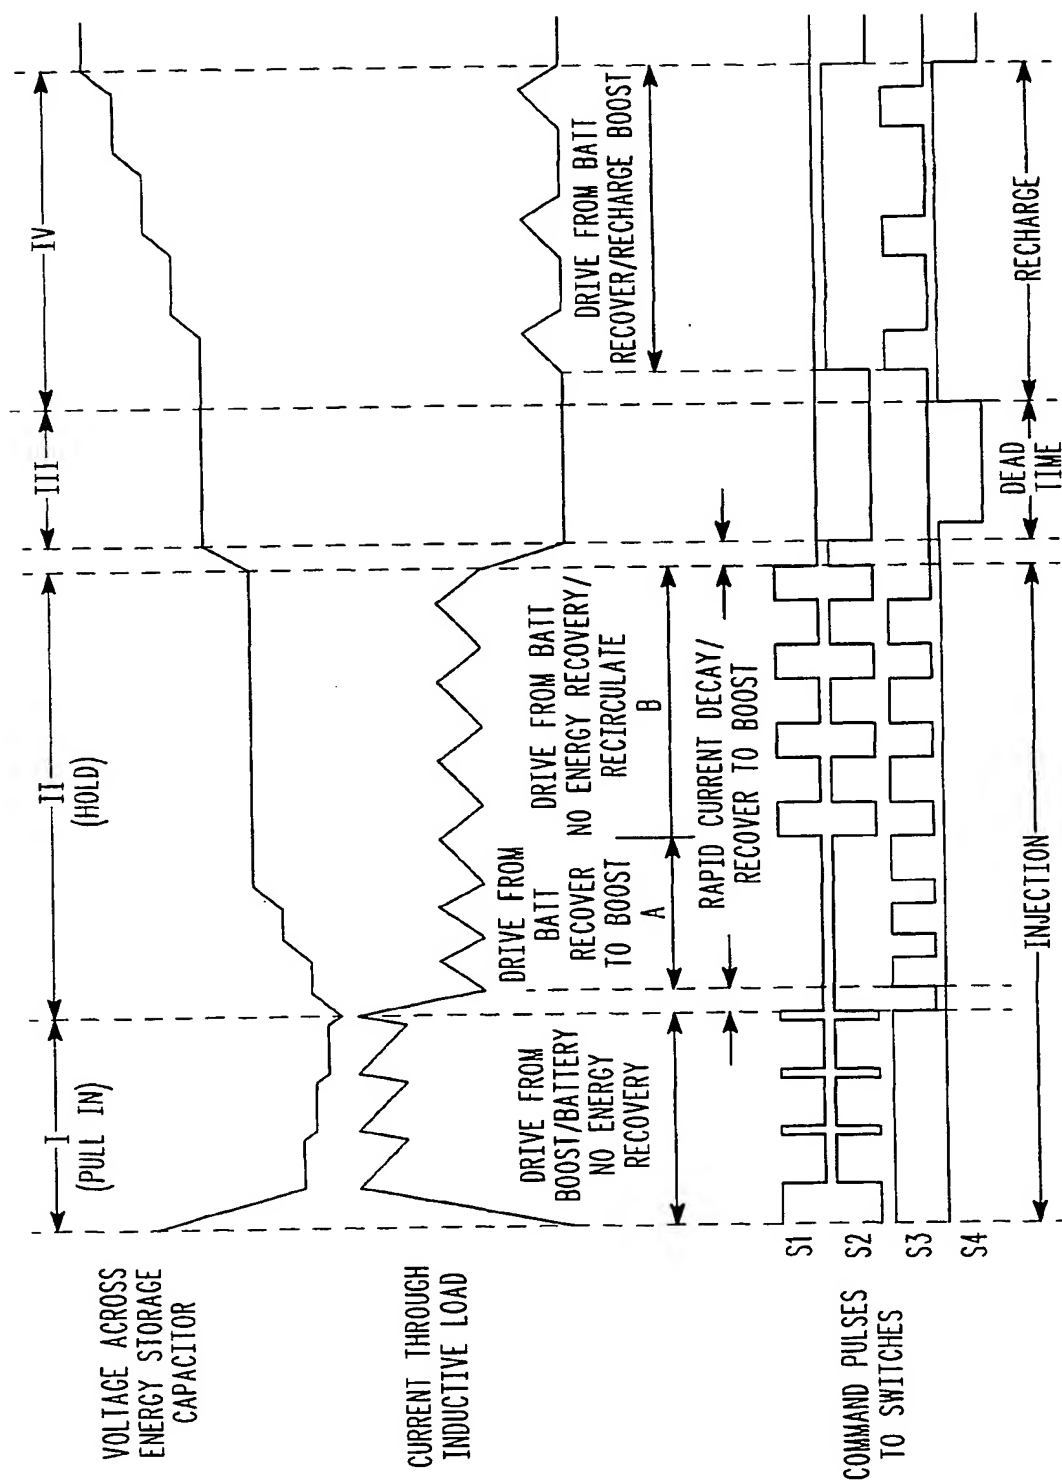 I
(PULL IN)
II
(HOLD)
III
IV
VOLTAGE ACROSS
ENERGY STORAGE
CAPACITOR
CURRENT THROUGH
INDUCTIVE LOAD
DRIVE FROM
BOOST/BATTERY
NO ENERGY
RECOVERY
DRIVE FROM
BATT
RECOVER
TO BOOST
A
DRIVE FROM BATT
NO ENERGY RECOVERY/
RECIRCULATE
B
RAPID CURRENT DECAY/
RECOVER TO BOOST
DRIVE FROM BATT
RECOVER/RECHARGE BOOST
COMMAND PULSES
TO SWITCHES
S1
S2
S3
S4
INJECTION
DEAD
TIME
RECHARGE